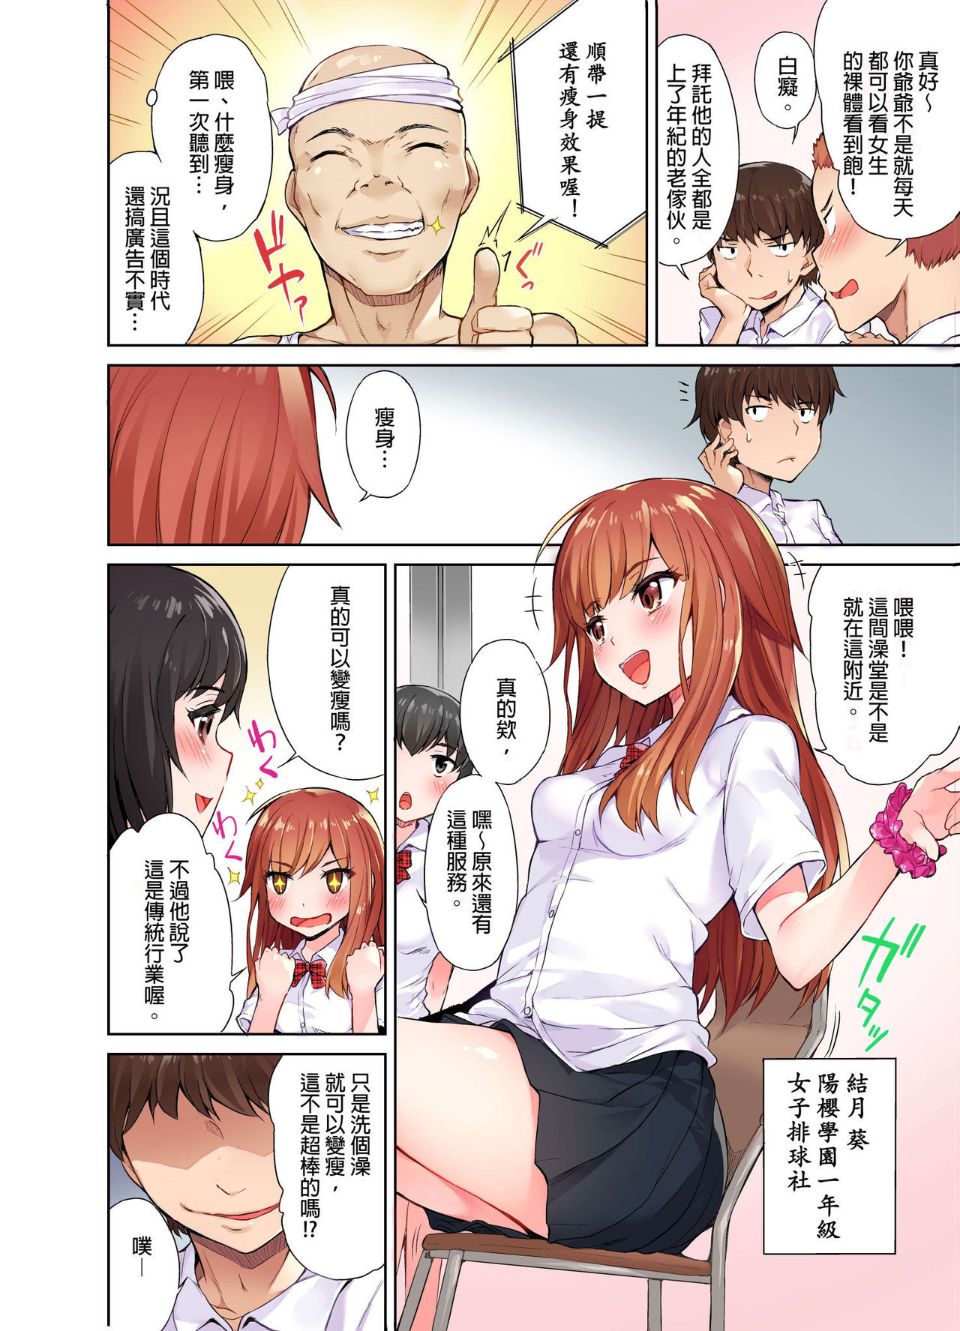 真好～
你爺爺不是就每天
都可以看女生
的裸體看到飽！
白癡。
拜託他的人全都是
上了年紀的老傢伙。
順帶一提
還有瘦身效果喔！
喂、什麼瘦身，
第一次聽到…
況且這個時代
還搞廣告不實…
ドヤァ
ぐっ
瘦身…
喂喂！
這間澡堂是不是
就在這附近。
真的欸，
嘿～原來還有
這種服務。
ガタッ
結月 葵
陽櫻學園一年級
女子排球社
真的可以變瘦嗎？
わく
わく
不過他說了
這是傳統行業喔。
只是洗個澡
就可以變瘦，
這不是超棒的嗎!?
噗—